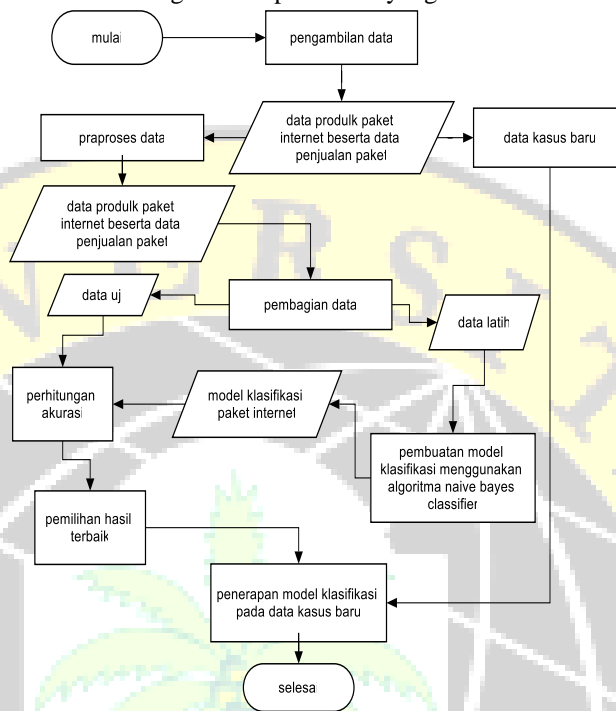 mulai
pengambilan data
data produlk paket
internet beserta data
penjualan paket
praproses data
data kasus baru
data produlk paket
internet beserta data
penjualan paket
data uj
pembagian data
data latih
perhitungan
akurasi
model klasifikasi
paket internet
pembuatan model
klasifikasi menggunakan
algoritma naive bayes
classifier
pemilihan hasil
terbaik
penerapan model klasifikasi
pada data kasus baru
selesa